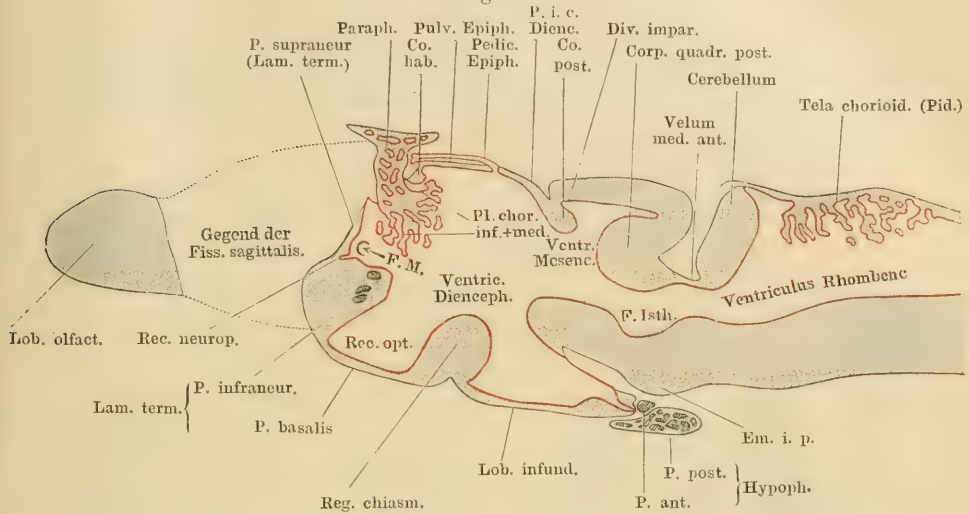 P. i. c.
Paraph. Pulv. Epiph. Dienc. Div. impar.
P. supraneur Co. Pedic. Co. Corp. quadr. post.
(Lam. term.) hab. Epiph. post.
Cerebellum
Velum Tela chorioid. (Pid.)
med. ant.
Pl. chor.
inf.+med.
Gegend der
Fiss. sagittalis.
F. M.
Ventr.
Mesenc.
Ventric.
Dienceph.
Ventriculus Rhombenc
F. Isth.
Lob. olfact. Rec. neurop. Rec. opt.
P. infraneur.
Lam. term.
P. basalis
Em. i. p.
Lob. infund. P. post.
Hypoph.
Reg. chiasm. P. ant.